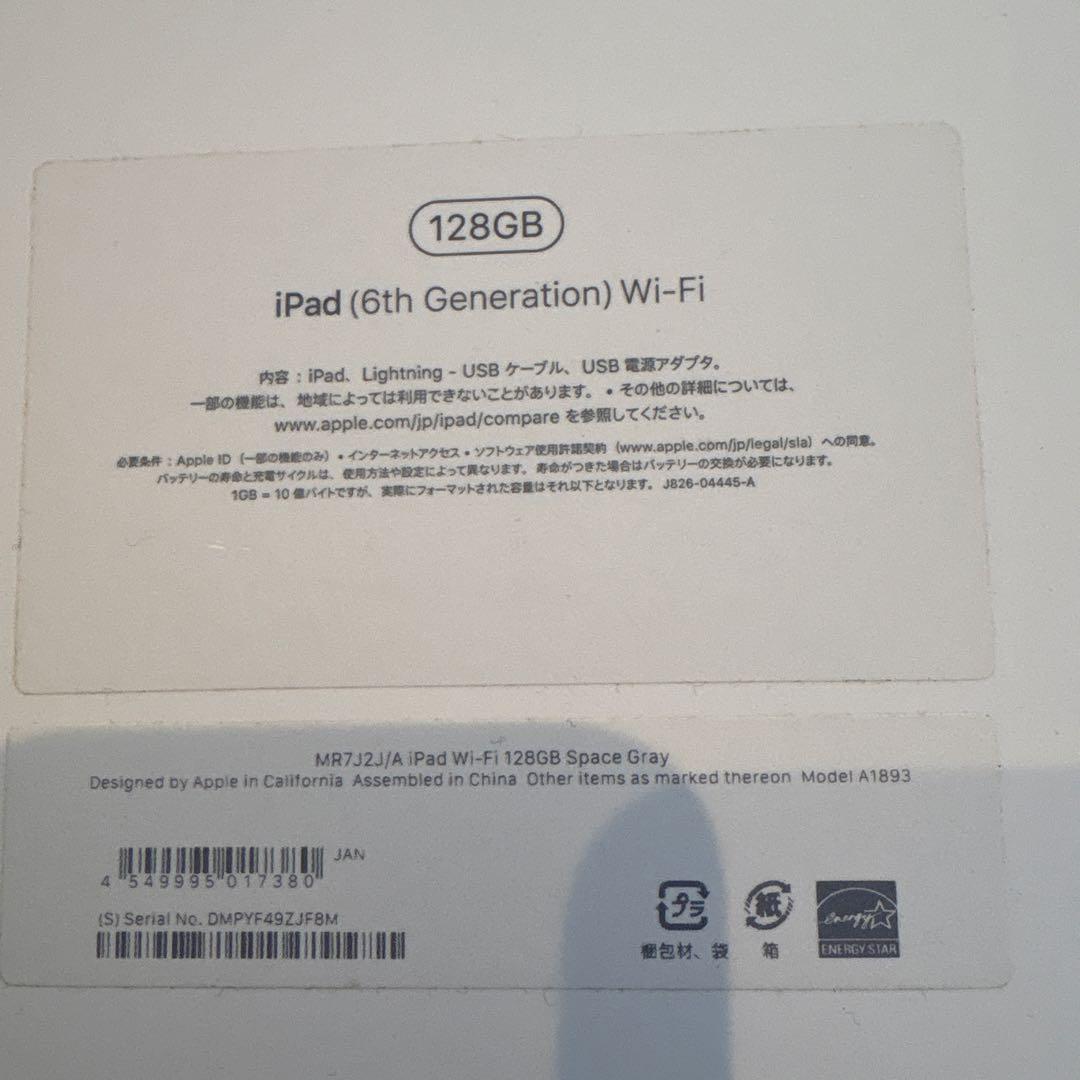 128GB
iPad (6th Generation) Wi-Fi
内容：iPad、Lightning - USB ケーブル、USB 電源アダプタ。
一部の機能は、地域によっては利用できないことがあります。• その他の詳細については、
www.apple.com/jp/ipad/compare を参照してください。
必要条件：Apple ID（一部の機能のみ）• インターネットアクセス • ソフトウェア使用許諾契約（www.apple.com/jp/legal/sla）への同意。
バッテリーの寿命と充電サイクルは、使用方法や設定によって異なります。寿命がつきた場合はバッテリーの交換が必要になります。
1GB = 10 億バイトですが、実際にフォーマットされた容量はそれ以下となります。J826-04445-A
MR7J2J/A iPad Wi-Fi 128GB Space Gray
Designed by Apple in California Assembled in China Other items as marked thereon Model A1893
JAN
4 549995 017380
(S) Serial No. DMPYF49ZJF8M
プラ
紙
energy
ENERGY STAR
梱包材、袋
箱